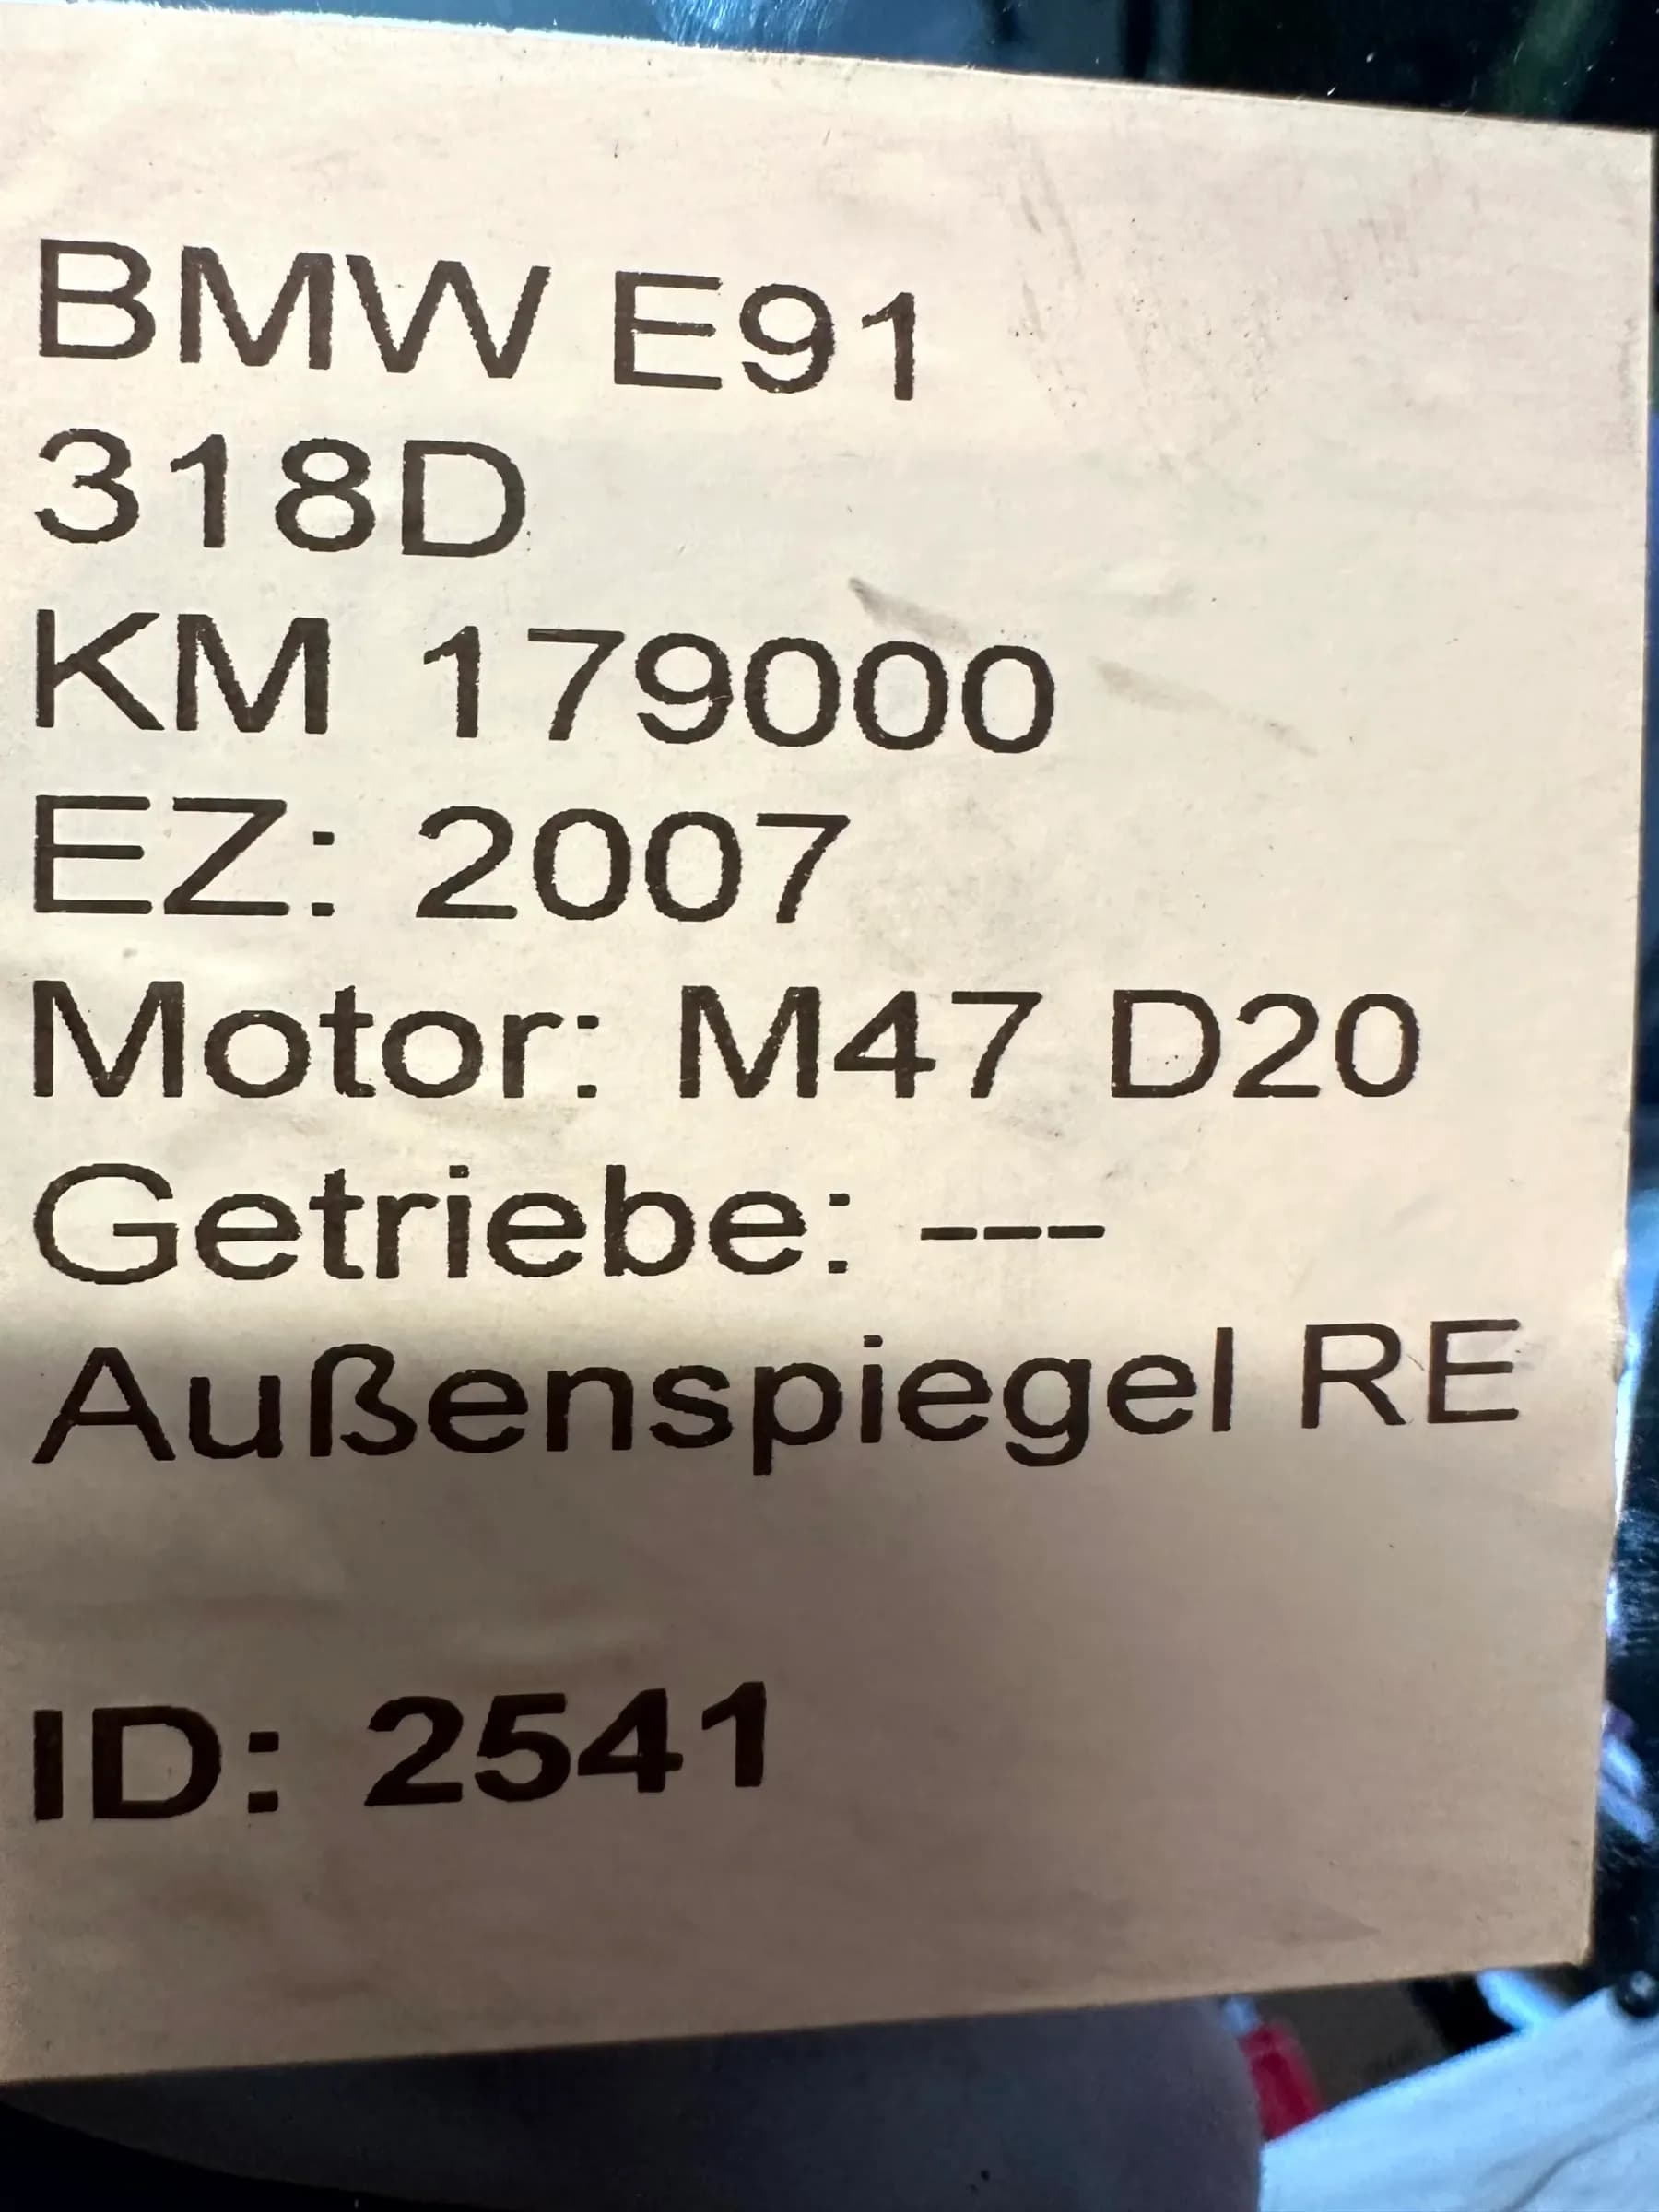 BMW E91
318D
KM 179000
EZ: 2007
Motor: M47 D20
Getriebe: ---
Außenspiegel RE
ID: 2541